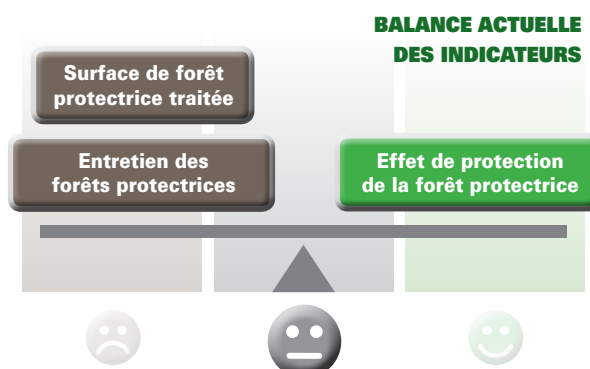 BALANCE ACTUELLE
DES INDICATEURS
Surface de forêt
protectrice traitée
Entretien des
forêts protectrices
Effet de protection
de la forêt protectrice